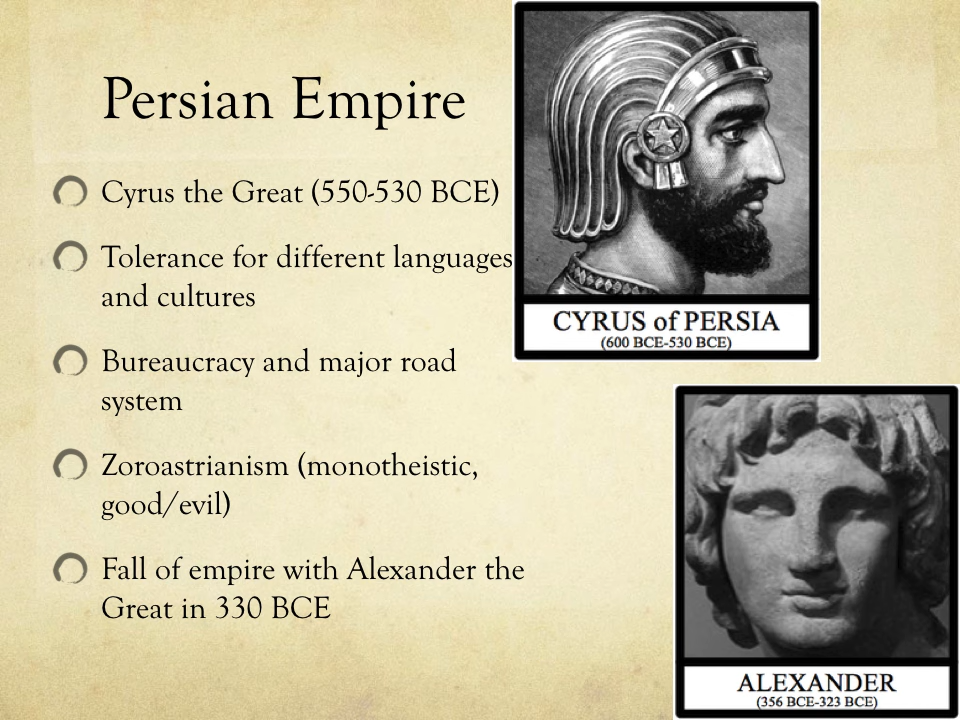 Persian Empire
Cyrus the Great (550-530 BCE)
Tolerance for different languages
and cultures
Bureaucracy and major road
system
Zoroastrianism (monotheistic,
good/evil)
Fall of empire with Alexander the
Great in 330 BCE
CYRUS of PERSIA
(600 BCE-530 BCE)
ALEXANDER
(356 BCE-323 BCE)